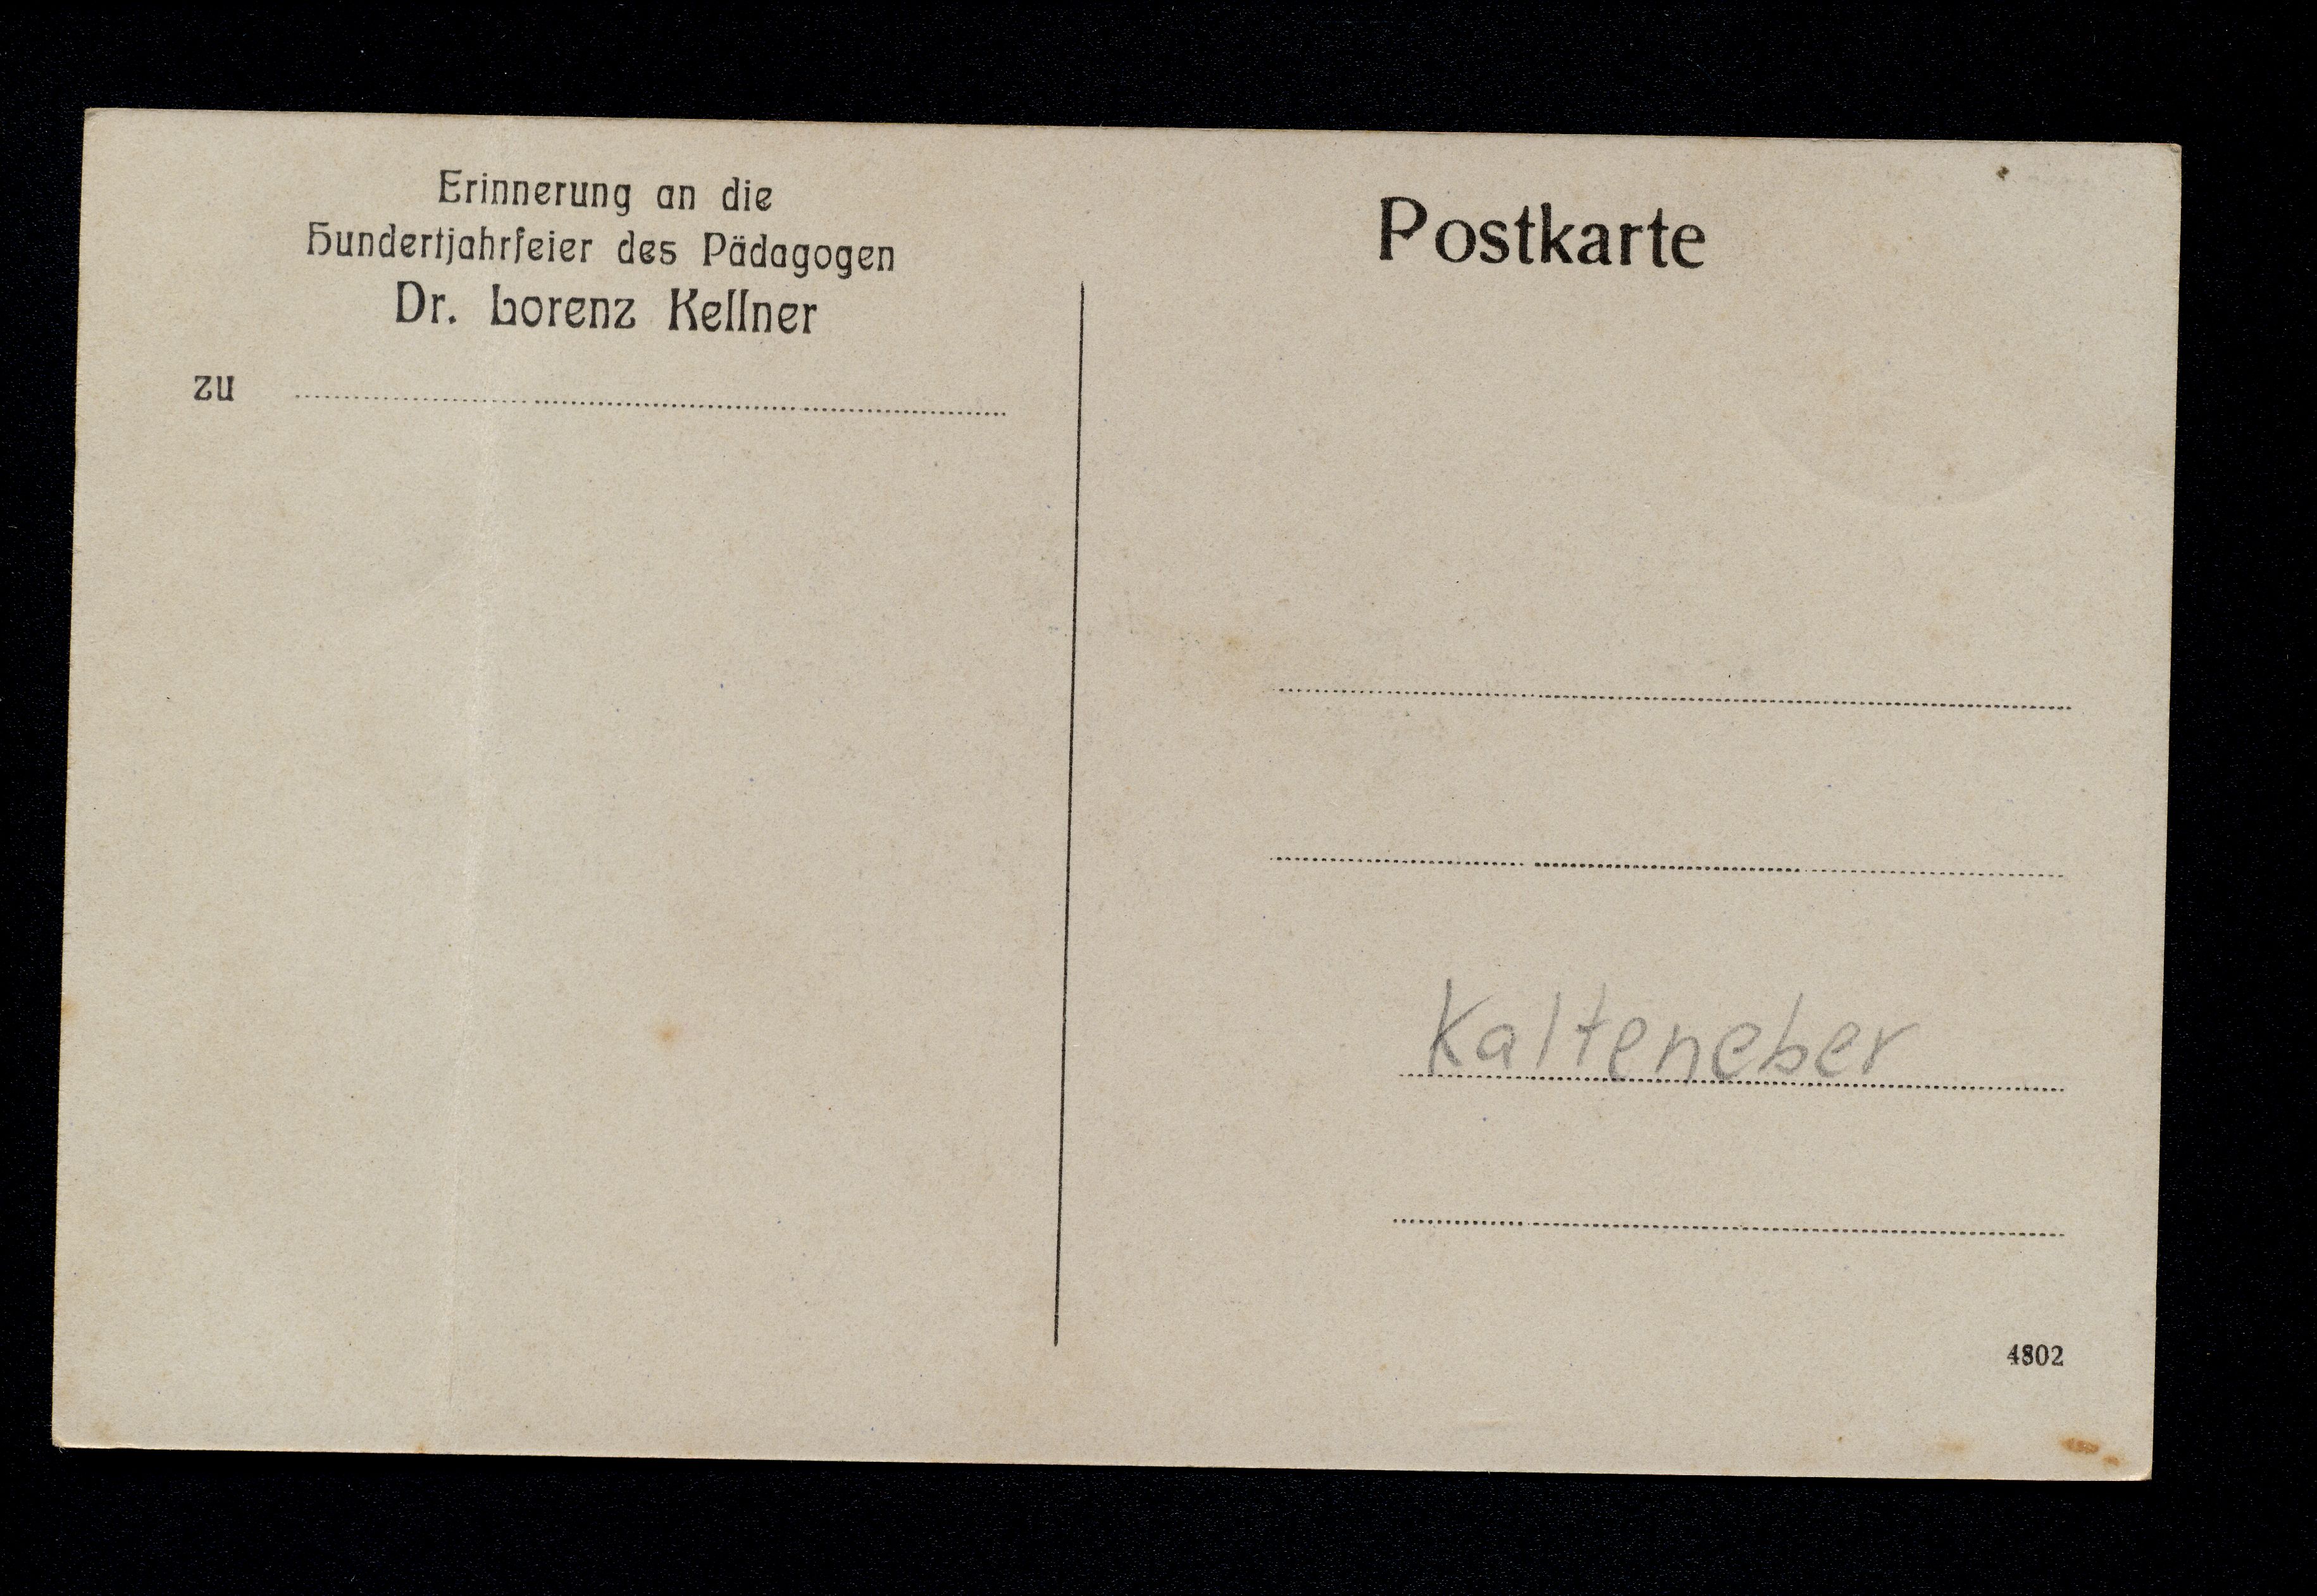 Erinnerung an die
Hundertjahrfeier des Pädagogen
Dr. Lorenz Kellner
zu
Postkarte
Kalteneber
4802